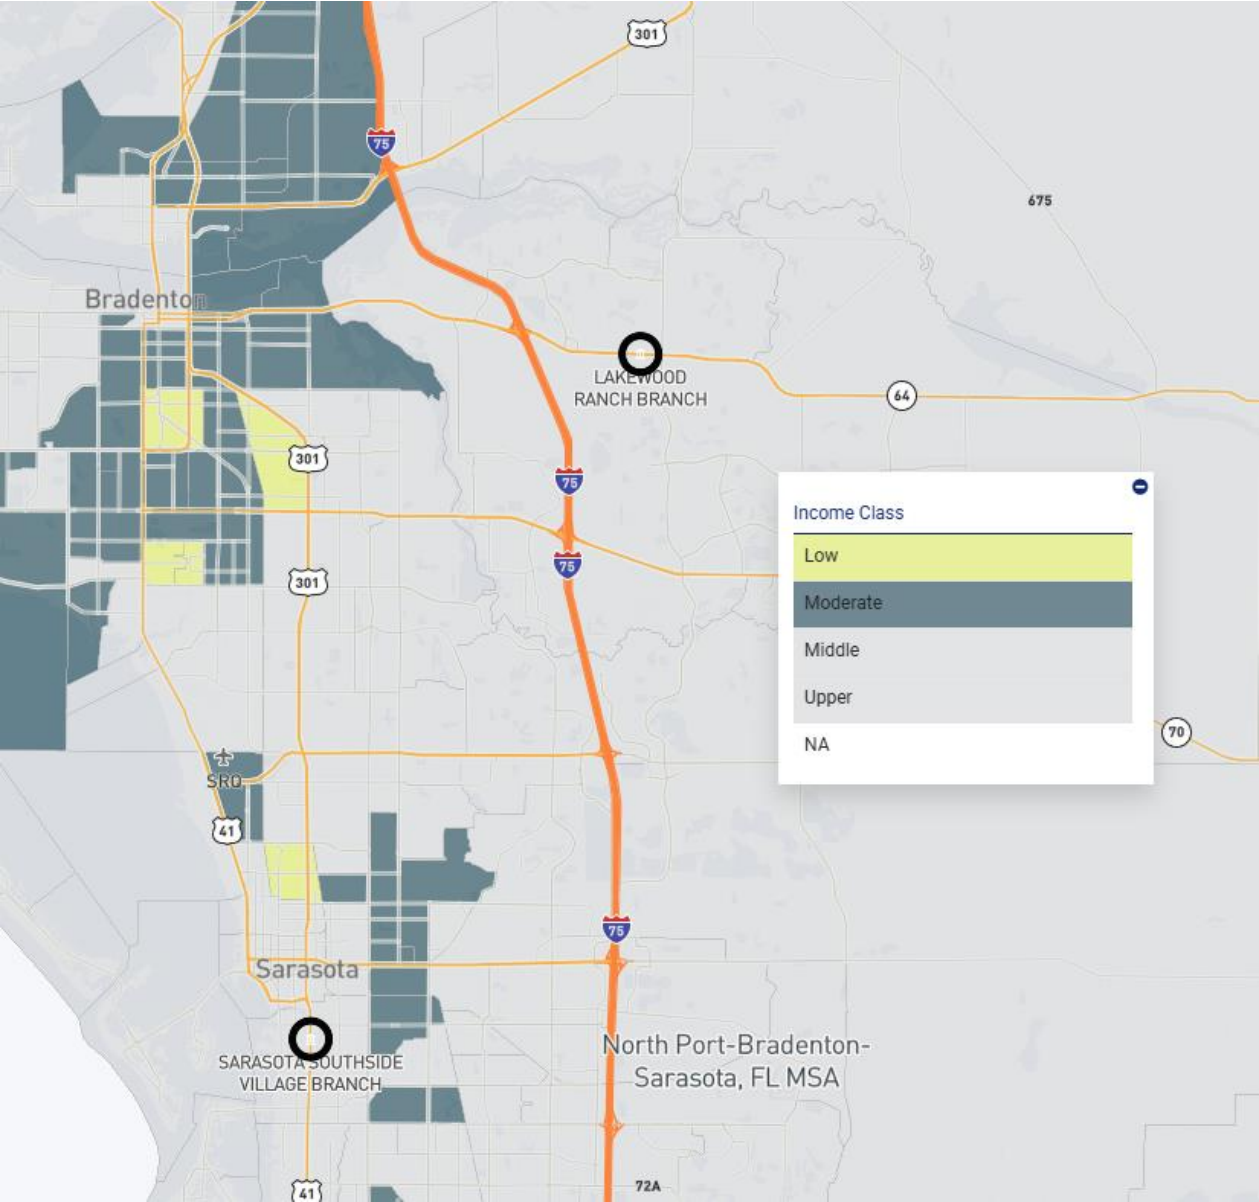 301
75
675
Bradenton
LAKEWOOD
RANCH BRANCH
64
301
75
Income Class
Low
75
Moderate
301
Middle
Upper
70
NA
SRQ
41
75
Sarasota
North Port-Bradenton-
Sarasota, FL MSA
SARASOTA SOUTHSIDE
VILLAGE BRANCH
72A
41